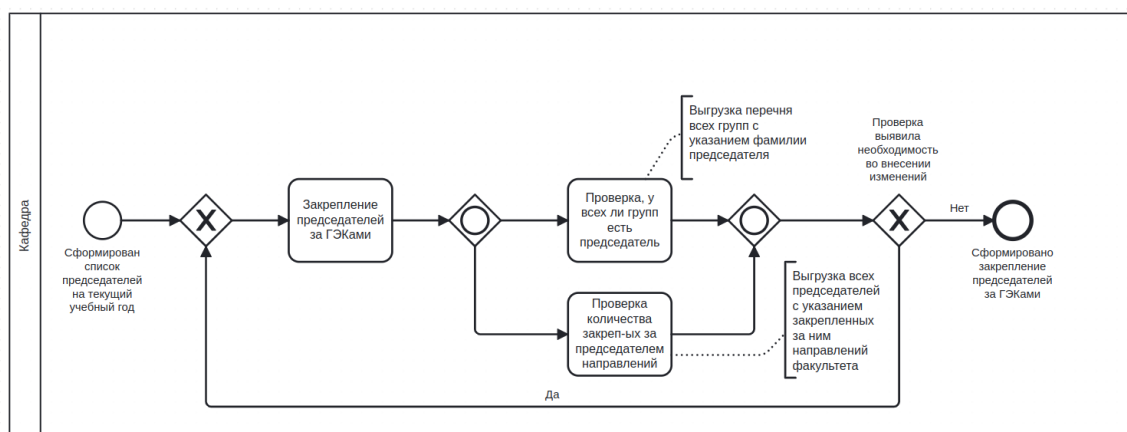 Кафедра
Сформирован
список
председателей
на текущий
учебный год
X
Закрепление
председателей
за ГЭКами
Проверка, у
всех ли групп
есть
председатель
Выгрузка перечня
всех групп с
указанием фамилии
председателя
Проверка
количества
закреп-ых за
председателем
направлений
Выгрузка всех
председателей
с указанием
закрепленных
за ним
направлений
факультета
Проверка
выявила
необходимость
во внесении
изменений
X
Нет
Сформировано
закрепление
председателей
за ГЭКами
Да